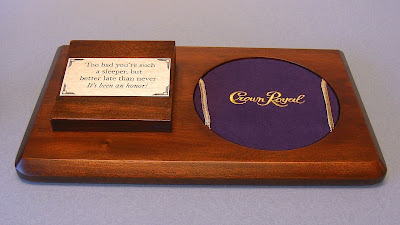 Too bad you're such
a sleeper, but
better late than never
It's been an honor!
Crown Royal